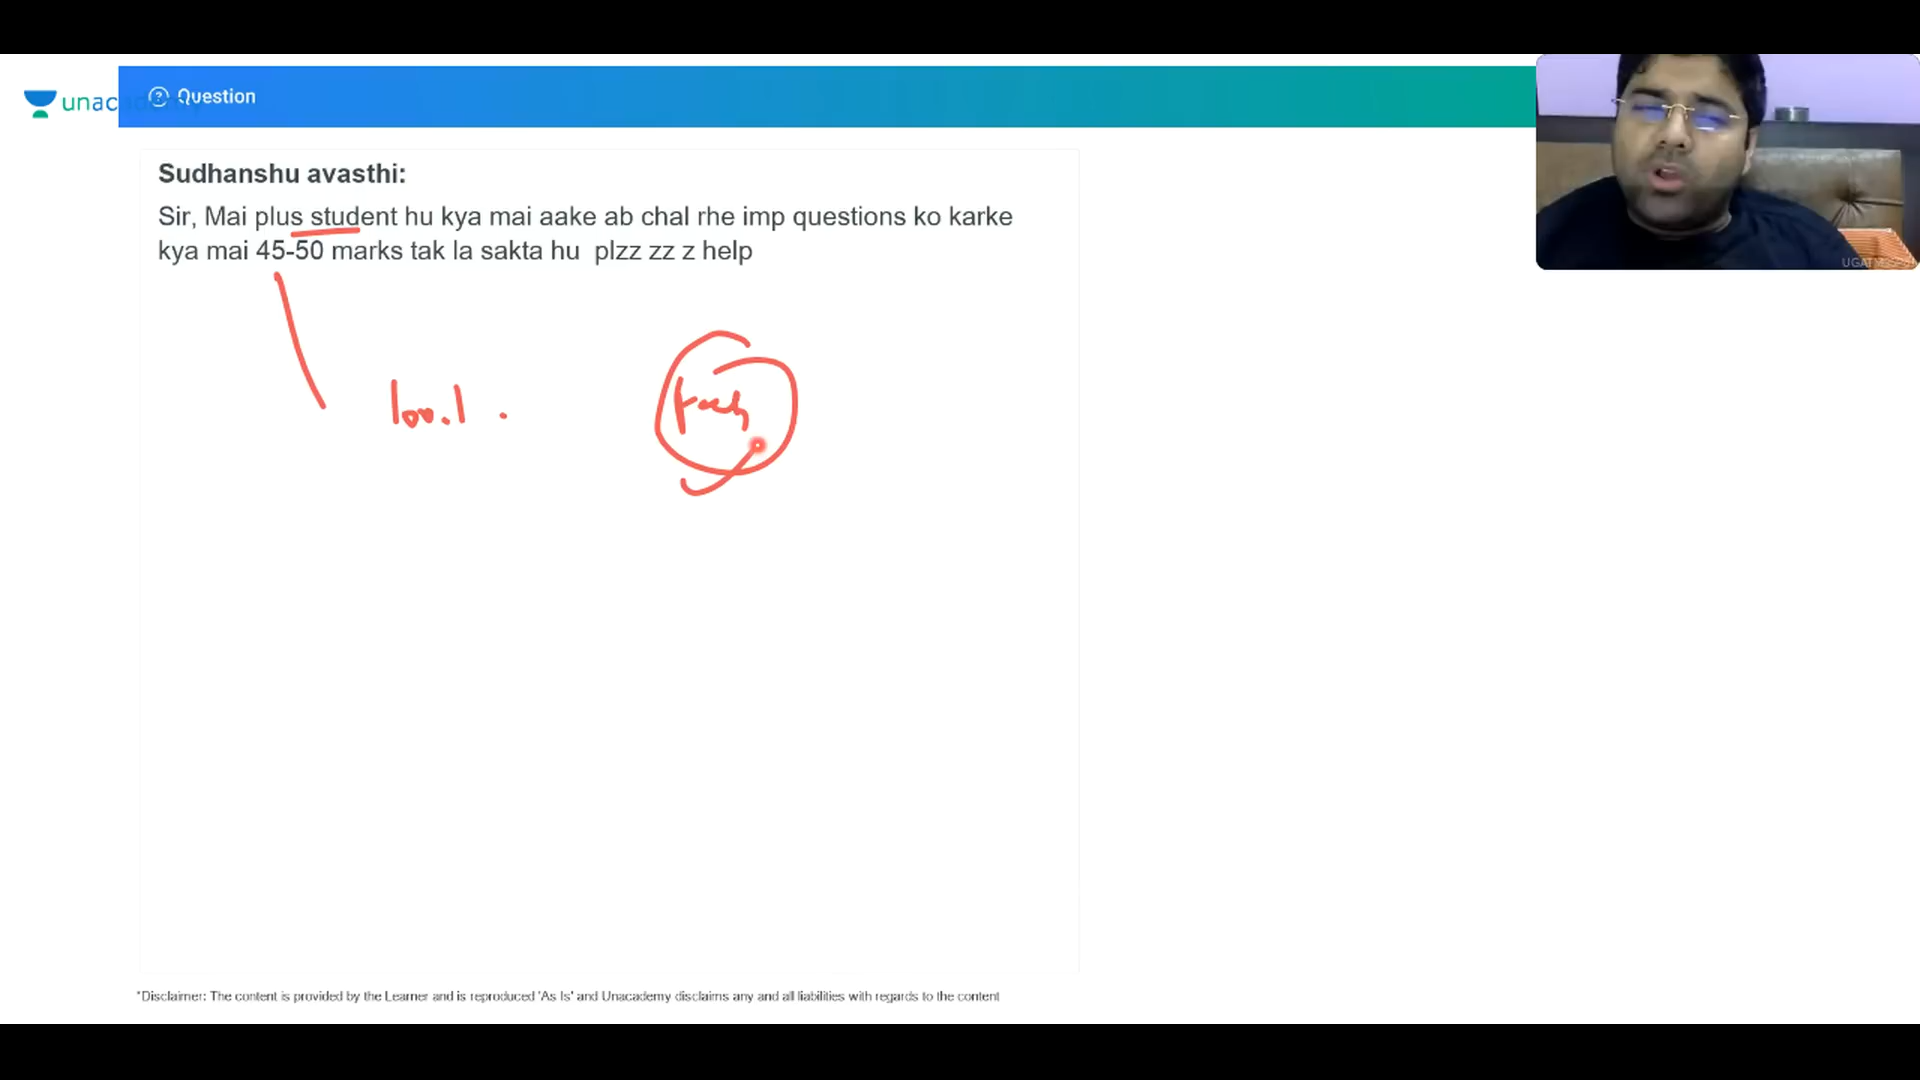 unac
Question
Sudhanshu avasthi:
Sir, Mai plus student hu kya mai aake ab chal rhe imp questions ko karke
kya mai 45-50 marks tak la sakta hu plzz zz z help
*Disclaimer: The content is provided by the Learner and is reproduced 'As Is' and Unacademy disclaims any and all liabilities with regards to the content